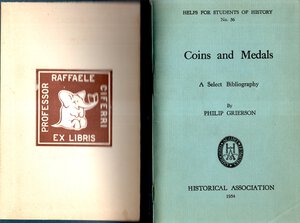 PROFESSOR
RAFFAELE
CIFERRI
EX LIBRIS
HELPS FOR STUDENTS OF HISTORY
No. 56
Coins and Medals
A Select Bibliography
By
PHILIP GRIERSON
HISTORICAL ASSOCIATION
1954